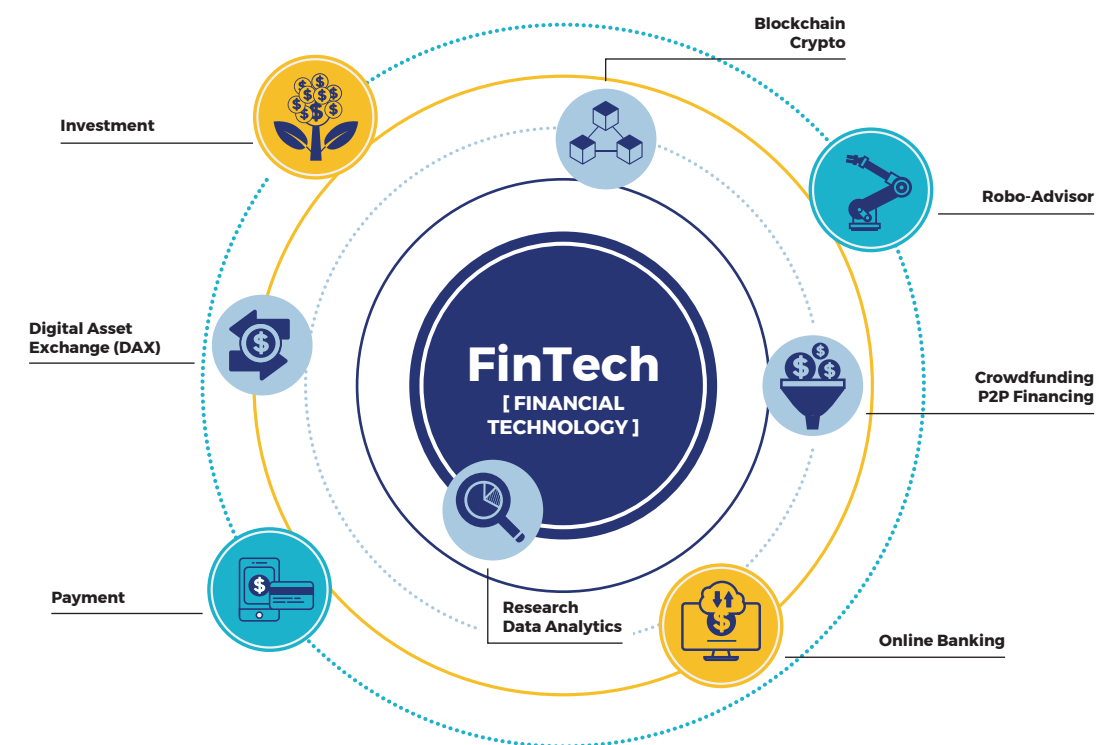 Blockchain
Crypto
Investment
Robo-Advisor
Digital Asset
Exchange (DAX)
FinTech
[ FINANCIAL
TECHNOLOGY ]
Crowdfunding
P2P Financing
Payment
Research
Data Analytics
Online Banking
$
$
$
$
$
$
$
$
$
$
$
$
$
$